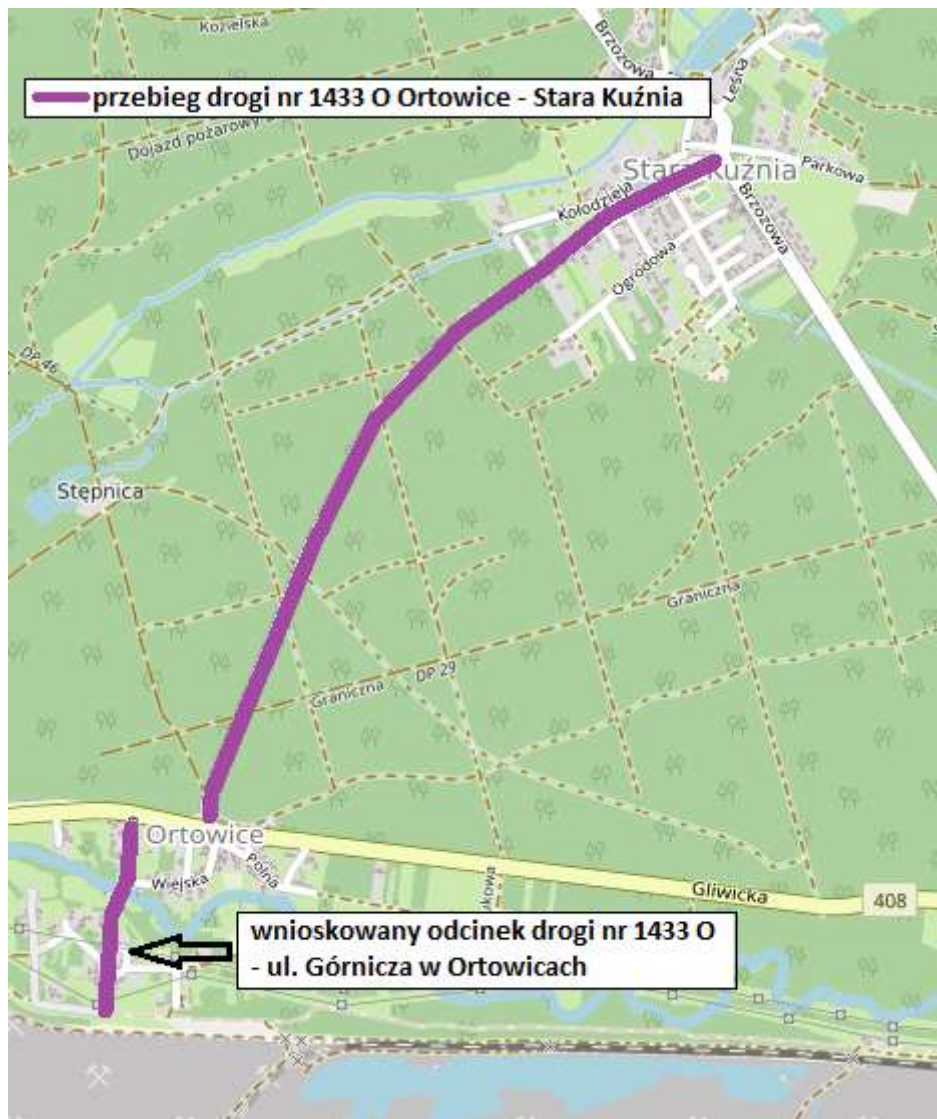 Kozielska
Brzozowa
Leśna
przebieg drogi nr 1433 O Ortowice - Stara Kuźnia
Dojazd pożarowy
Stara Kuźnia
Parkowa
Kołodzieja
Brzozowa
Ogrodowa
DP 46
Stępnica
Graniczna
Graniczna
DP 29
Ortowice
Polna
Wiejska
Gliwicka
408
wnioskowany odcinek drogi nr 1433 O
- ul. Górnicza w Ortowicach